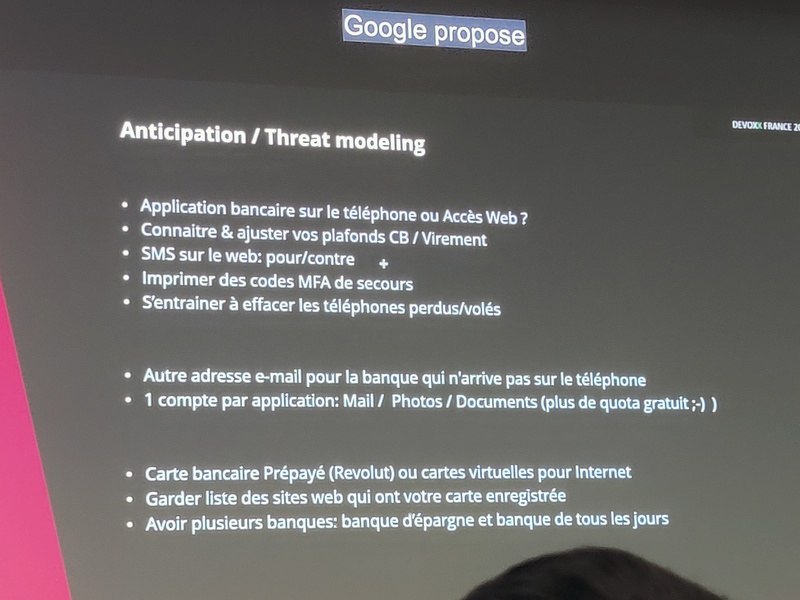 Google propose
DEVOXX FRANCE 20
Anticipation / Threat modeling
• Application bancaire sur le téléphone ou Accès Web ?
• Connaitre & ajuster vos plafonds CB / Virement
• SMS sur le web: pour/contre
• Imprimer des codes MFA de secours
• S'entrainer à effacer les téléphones perdus/volés
• Autre adresse e-mail pour la banque qui n'arrive pas sur le téléphone
• 1 compte par application: Mail / Photos / Documents (plus de quota gratuit ;-) )
• Carte bancaire Prépayé (Revolut) ou cartes virtuelles pour Internet
• Garder liste des sites web qui ont votre carte enregistrée
• Avoir plusieurs banques: banque d'épargne et banque de tous les jours